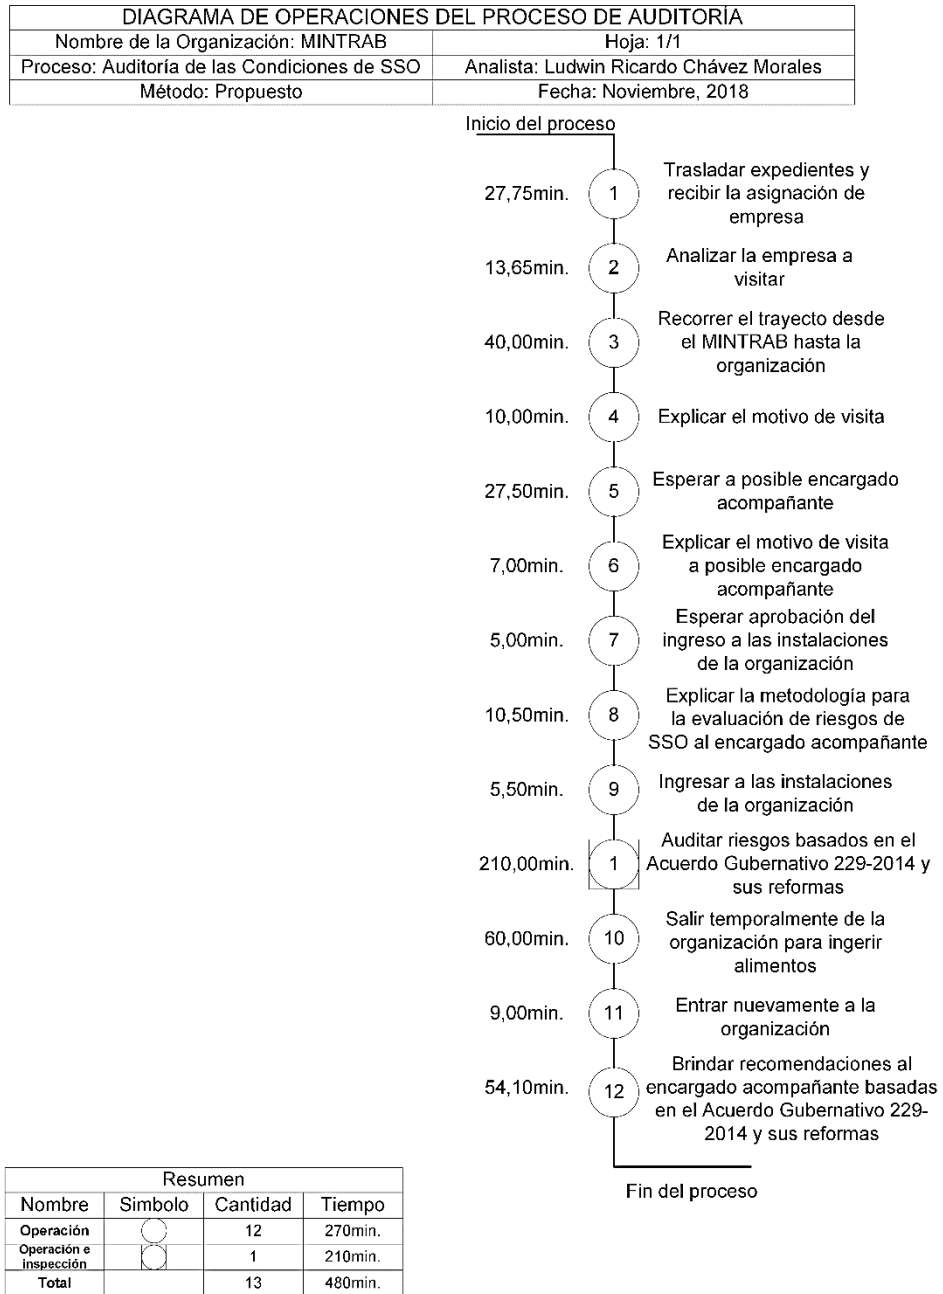 DIAGRAMA DE OPERACIONES DEL PROCESO DE AUDITORÍA
Nombre de la Organización: MINTRAB
Hoja: 1/1
Proceso: Auditoría de las Condiciones de SSO
Analista: Ludwin Ricardo Chávez Morales
Método: Propuesto
Fecha: Noviembre, 2018
Inicio del proceso
27,75min.
1
Trasladar expedientes y
recibir la asignación de
empresa
13,65min.
2
Analizar la empresa a
visitar
40,00min.
3
Recorrer el trayecto desde
el MINTRAB hasta la
organización
10,00min.
4
Explicar el motivo de visita
27,50min.
5
Esperar a posible encargado
acompañante
7,00min.
6
Explicar el motivo de visita
a posible encargado
acompañante
5,00min.
7
Esperar aprobación del
ingreso a las instalaciones
de la organización
10,50min.
8
Explicar la metodología para
la evaluación de riesgos de
SSO al encargado acompañante
5,50min.
9
Ingresar a las instalaciones
de la organización
210,00min.
1
Auditar riesgos basados en el
Acuerdo Gubernativo 229-2014 y
sus reformas
60,00min.
10
Salir temporalmente de la
organización para ingerir
alimentos
9,00min.
11
Entrar nuevamente a la
organización
54,10min.
12
Brindar recomendaciones al
encargado acompañante basadas
en el Acuerdo Gubernativo 229-
2014 y sus reformas
Fin del proceso
Resumen
Nombre Simbolo Cantidad Tiempo
Operación 12 270min.
Operación e
inspección 1 210min.
Total 13 480min.